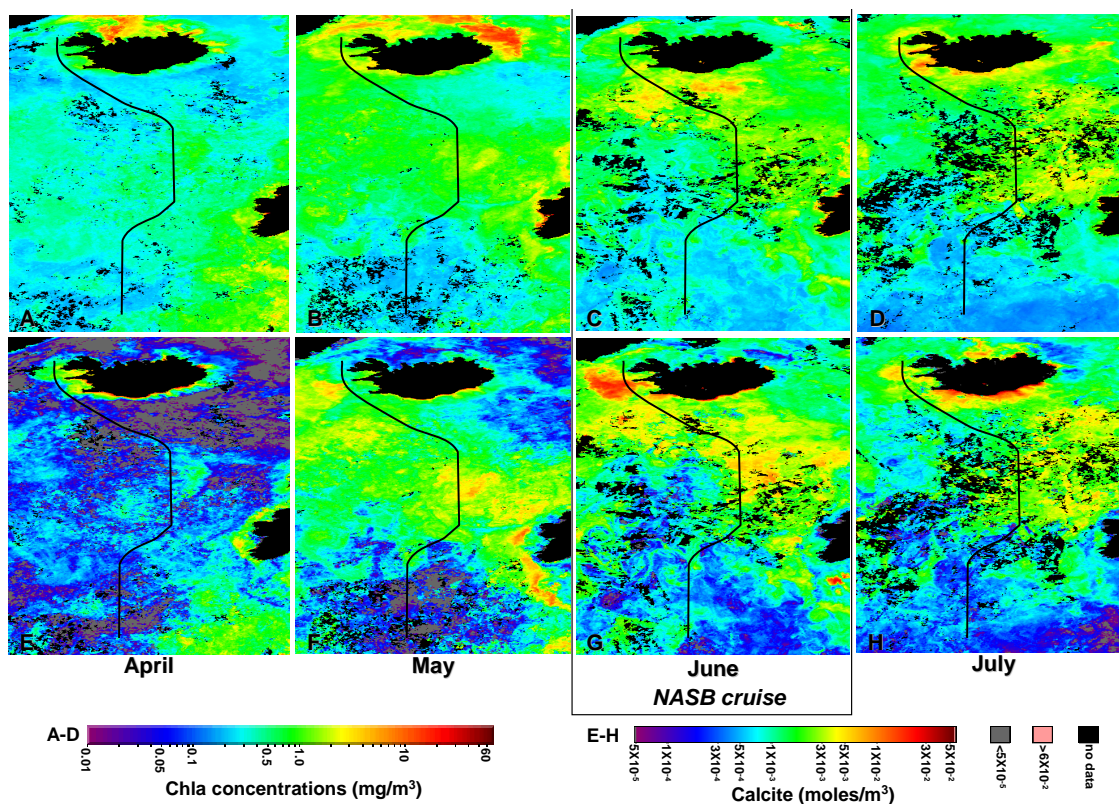 A
B
C
D
E
F
G
H
April
May
June
July
NASB cruise
A-D
0.01
0.05
0.1
0.5
1.0
10
60
Chla concentrations (mg/m³)
E-H
5X10⁻⁵
1X10⁻⁴
3X10⁻⁴
5X10⁻⁴
1X10⁻³
3X10⁻³
5X10⁻³
1X10⁻²
3X10⁻²
5X10⁻²
Calcite (moles/m³)
<5X10⁻⁵
>6X10⁻²
no data